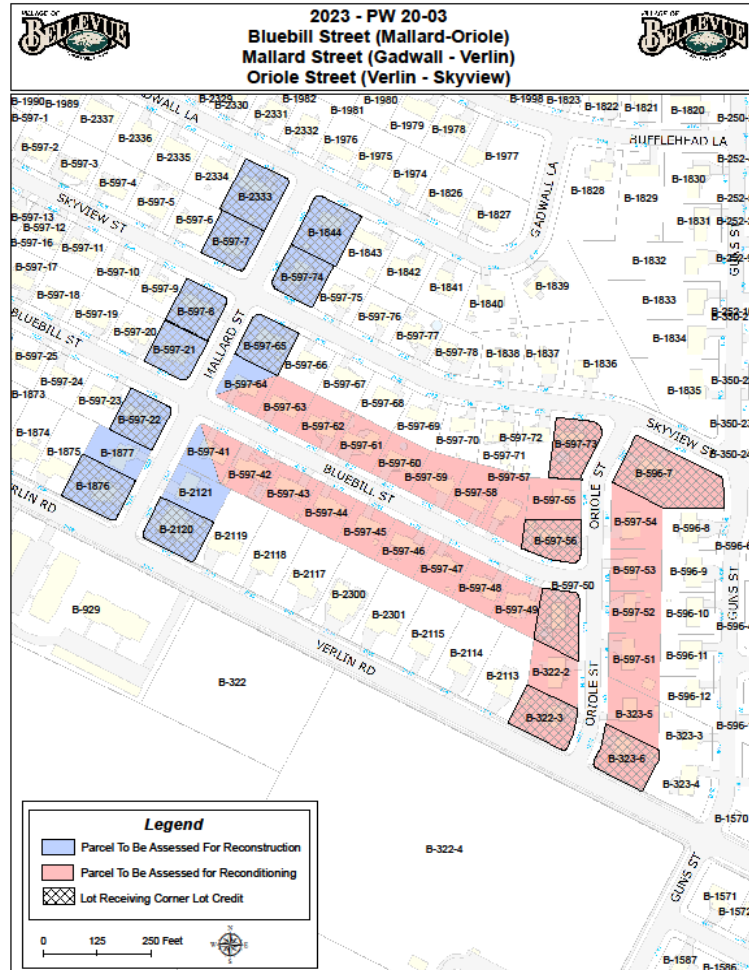 VILLAGE OF
BELLEVUE
2023 - PW 20-03
Bluebill Street (Mallard-Oriole)
Mallard Street (Gadwall - Verlin)
Oriole Street (Verlin - Skyview)
VILLAGE OF
BELLEVUE
B-1990
B-1989
B-2329
B-1982
B-1980
B-1998
B-1823
B-1822
B-1821
B-1820
B-597-1
B-2337
B-2330
B-2331
B-1981
B-2332
B-1979
B-1978
B-597-2
B-2336
B-1976
BUFFLEHEAD LA
B-597-3
B-2335
B-1975
B-1977
B-597-4
B-2334
B-1974
B-1828
B-1830
B-597-5
B-2333
B-1826
GADWALL LA
B-1829
SKYVIEW ST
B-597-6
B-1827
B-1831
B-597-13
B-597-12
B-1844
B-597-16
B-597-11
B-597-7
B-1843
B-1832
GUNS ST
B-597-17
B-597-10
B-597-74
B-1842
B-1841
B-1839
B-1833
B-597-18
B-597-9
B-597-75
B-1840
B-597-19
B-597-8
B-597-76
B-1834
BLUEBILL ST
B-597-20
B-597-21
MALLARD ST
B-597-65
B-597-77
B-597-78
B-1838
B-1837
B-1836
B-597-25
B-597-66
B-597-24
B-597-64
B-597-67
B-1835
B-1873
B-597-23
B-597-63
B-597-68
B-597-22
B-597-62
B-597-69
B-597-72
SKYVIEW ST
B-1874
B-597-61
B-597-70
B-597-73
B-1875
B-1877
B-597-41
B-597-60
B-597-71
B-597-42
BLUEBILL ST
B-597-59
B-597-57
B-596-7
B-1876
B-2121
B-597-43
B-597-58
B-597-55
ORIOLE ST
B-597-44
B-597-54
B-596-8
B-2120
B-2119
B-597-45
B-597-56
B-2118
B-597-46
B-597-53
B-596-9
B-2117
B-597-47
B-597-50
GUNS ST
B-929
B-2300
B-597-48
B-597-52
B-596-10
B-2301
B-597-49
B-2115
B-597-51
B-596-11
VERLIN RD
B-2114
B-322-2
B-322
B-2113
ORIOLE ST
B-596-12
B-322-3
B-323-5
B-323-3
B-323-6
B-323-4
B-1570
B-322-4
GUNS ST
B-1571
B-1572
B-1587
B-1586
Legend
Parcel To Be Assessed For Reconstruction
Parcel To Be Assessed for Reconditioning
Lot Receiving Corner Lot Credit
0 125 250 Feet